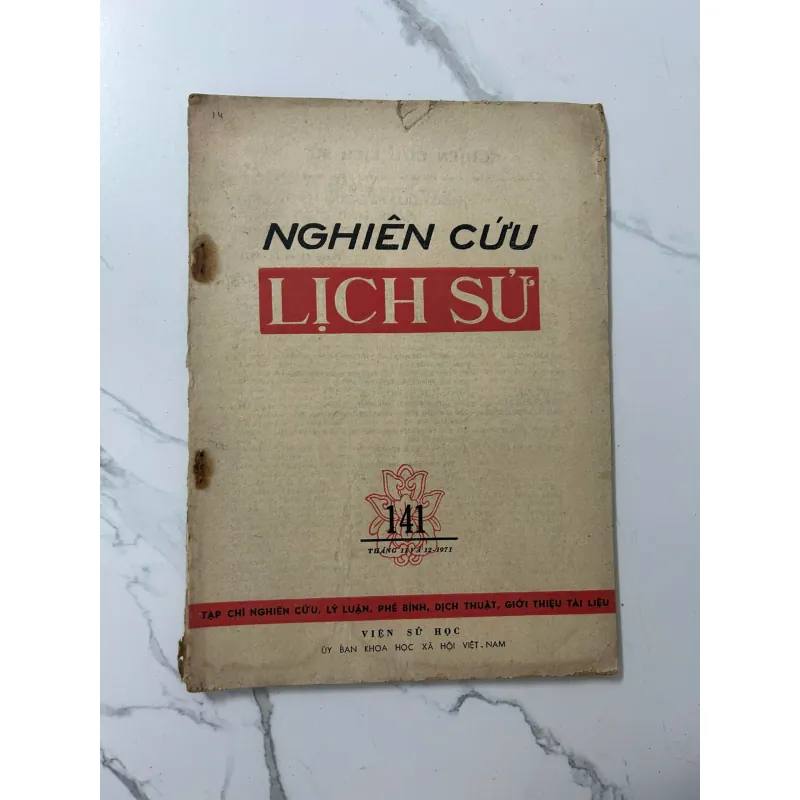 14
NGHIÊN CỨU
LỊCH SỬ
141
THÁNG 11 VÀ 12-1971
TẠP CHÍ NGHIÊN CỨU, LÝ LUẬN, PHÊ BÌNH, DỊCH THUẬT, GIỚI THIỆU TÀI LIỆU
VIỆN SỬ HỌC
ỦY BAN KHOA HỌC XÃ HỘI VIỆT-NAM